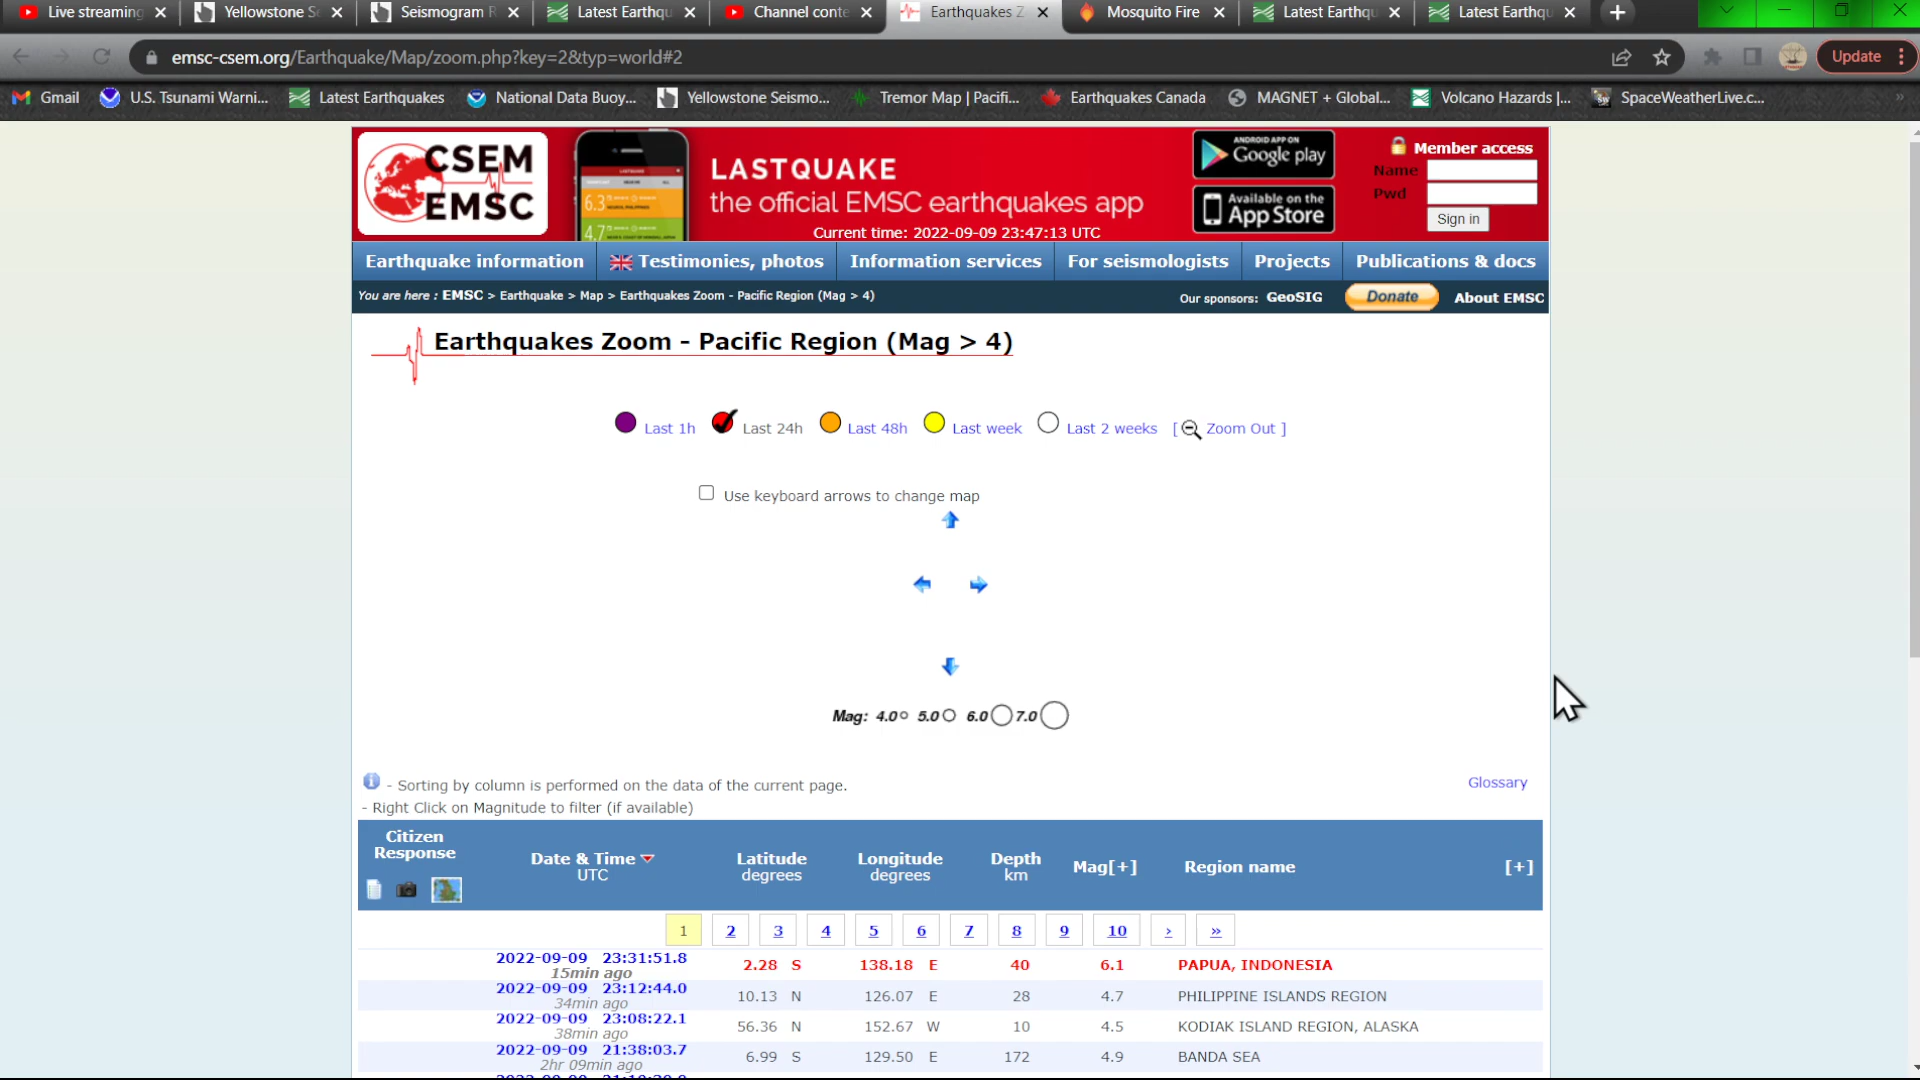 Live streaming
Yellowstone S
Seismogram R
Latest Earthqu
Channel conte
Earthquakes Z
Mosquito Fire
Latest Earthqu
Latest Earthqu
emsc-csem.org/Earthquake/Map/zoom.php?key=2&typ=world#2
Update
Gmail
U.S. Tsunami Warni...
Latest Earthquakes
National Data Buoy...
Yellowstone Seismo...
Tremor Map | Pacifi...
Earthquakes Canada
MAGNET + Global...
Volcano Hazards |...
SpaceWeatherLive.c...
CSEM
EMSC
LASTQUAKE
the official EMSC earthquakes app
Current time: 2022-09-09 23:47:13 UTC
6.3
4.7
ANDROID APP ON
Google play
Available on the
App Store
Member access
Name
Pwd
Sign in
Earthquake information
Testimonies, photos
Information services
For seismologists
Projects
Publications & docs
You are here : EMSC > Earthquake > Map > Earthquakes Zoom - Pacific Region (Mag > 4)
Our sponsors: GeoSIG
Donate
About EMSC
Earthquakes Zoom - Pacific Region (Mag > 4)
Last 1h Last 24h Last 48h Last week Last 2 weeks [ Zoom Out ]
Use keyboard arrows to change map
Mag: 4.0 5.0 6.0 7.0
- Sorting by column is performed on the data of the current page.
Glossary
- Right Click on Magnitude to filter (if available)
Citizen
Response
Date & Time
UTC
Latitude
degrees
Longitude
degrees
Depth
km
Mag[+]
Region name
[+]
1 2 3 4 5 6 7 8 9 10 › »
2022-09-09 23:31:51.8
15min ago
2.28 S 138.18 E 40 6.1 PAPUA, INDONESIA
2022-09-09 23:12:44.0
34min ago
10.13 N 126.07 E 28 4.7 PHILIPPINE ISLANDS REGION
2022-09-09 23:08:22.1
38min ago
56.36 N 152.67 W 10 4.5 KODIAK ISLAND REGION, ALASKA
2022-09-09 21:38:03.7
2hr 09min ago
6.99 S 129.50 E 172 4.9 BANDA SEA